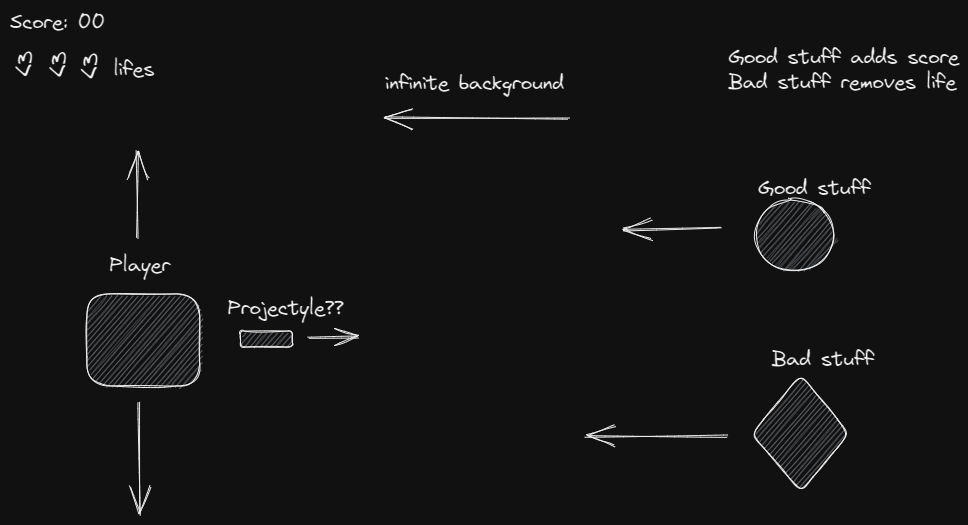 Score: 00
lifes
infinite background
Good stuff adds score
Bad stuff removes life
Good stuff
Player
Projectyle??
Bad stuff